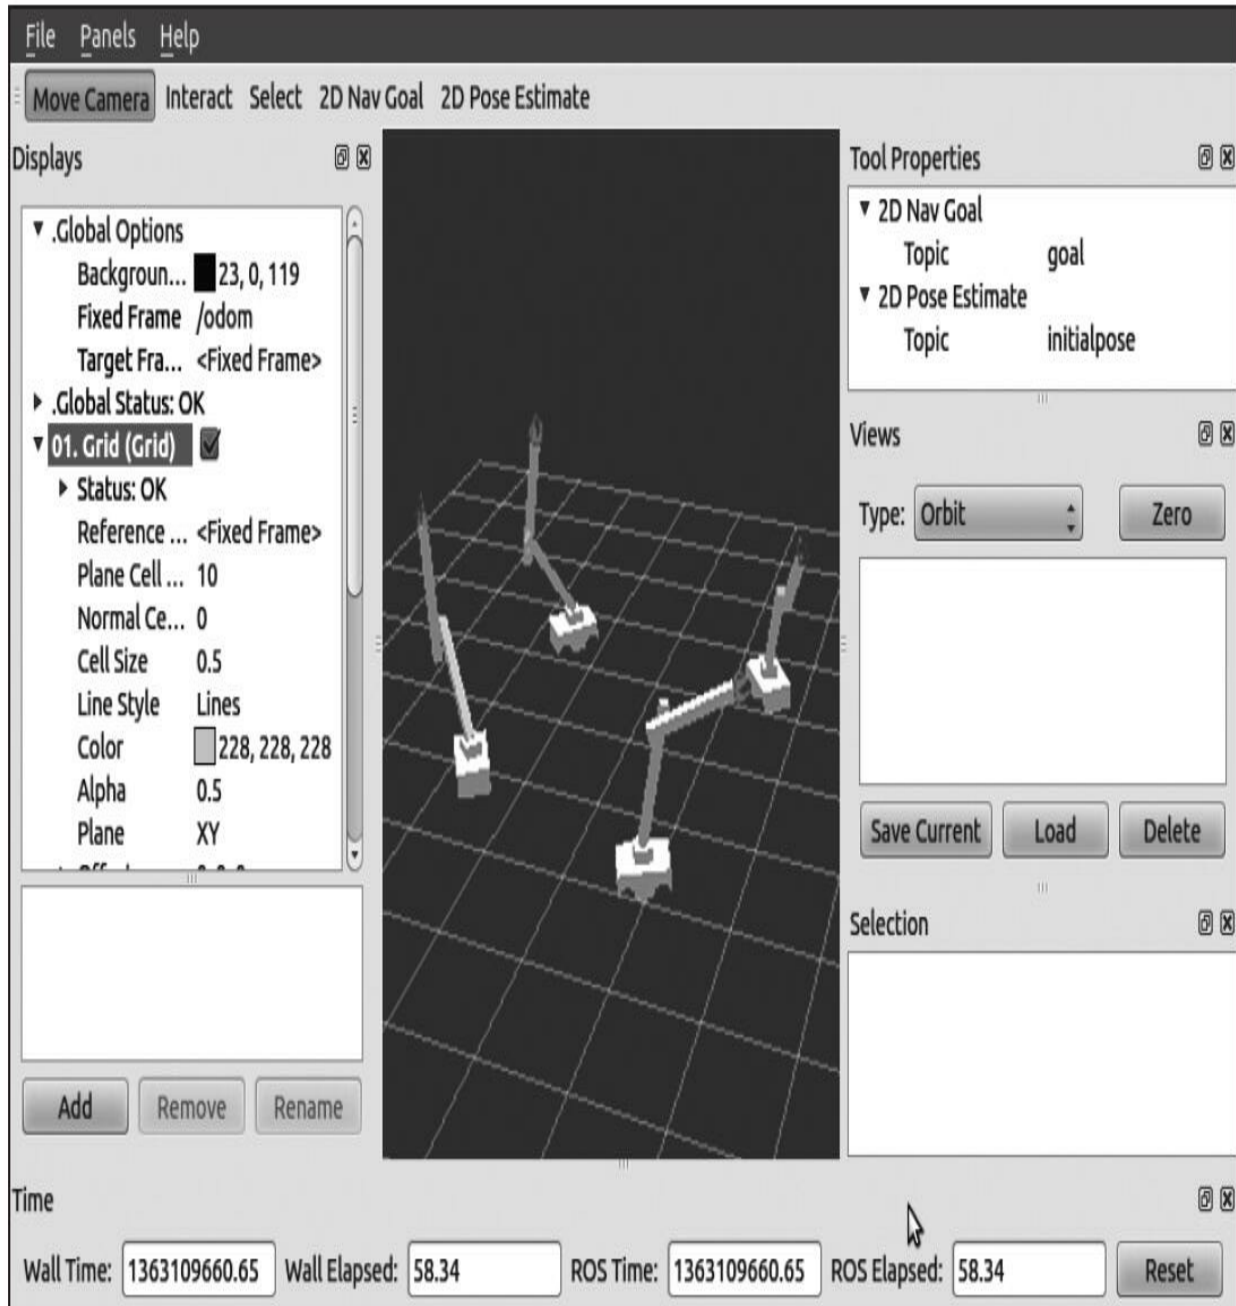 File Panels Help
Move Camera Interact Select 2D Nav Goal 2D Pose Estimate
Displays
.Global Options
Backgroun... 23, 0, 119
Fixed Frame /odom
Target Fra... <Fixed Frame>
.Global Status: OK
01. Grid (Grid)
Status: OK
Reference ... <Fixed Frame>
Plane Cell ... 10
Normal Ce... 0
Cell Size 0.5
Line Style Lines
Color 228, 228, 228
Alpha 0.5
Plane XY
Add Remove Rename
Tool Properties
2D Nav Goal
Topic goal
2D Pose Estimate
Topic initialpose
Views
Type: Orbit Zero
Save Current Load Delete
Selection
Time
Wall Time: 1363109660.65 Wall Elapsed: 58.34 ROS Time: 1363109660.65 ROS Elapsed: 58.34 Reset